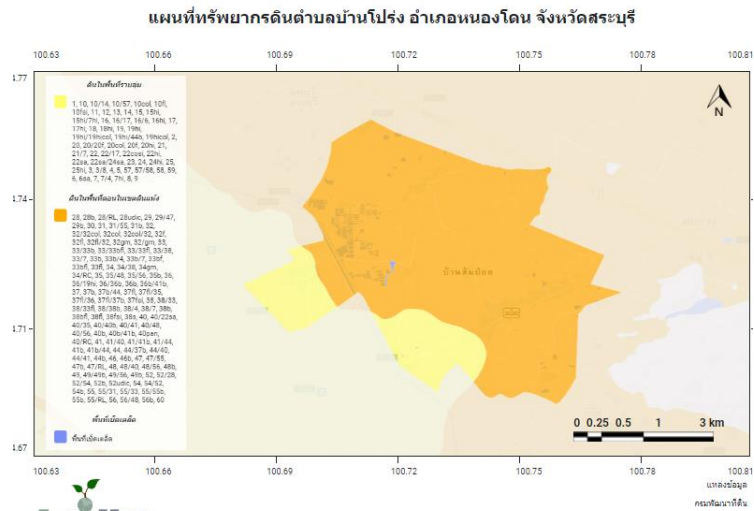 แผนที่ทรัพยากรดินตำบลบ้านโปร่ง อำเภอหนองโดน จังหวัดสระบุรี
100.63 100.66 100.69 100.72 100.75 100.78 100.81
1.77
1.74
1.71
1.67
ดินในพื้นที่ราบลุ่ม
1, 10, 10/14, 10/57, 10col, 10fl,
10fsi, 11, 12, 13, 14, 15, 15hi,
15hi/7hi, 16, 16/17, 16/6, 16hi, 17,
17hi, 18, 18hi, 19, 19hi,
19hi/19hicol, 19hi/44b, 19hicol, 2,
20, 20/20f, 20col, 20f, 20hi, 21,
21/7, 22, 22/17, 22hi,
22sa, 22sa/24sa, 23, 24, 24hi, 25,
25hi, 3, 3/8, 4, 5, 57, 57/58, 58, 59,
6, 6sa, 7, 7/4, 7hi, 8, 9
ดินในพื้นที่ดอนในเขตดินแห้ง
28, 28b, 28/RL, 28udic, 29, 29/47,
29b, 30, 31, 31/55, 31b, 32,
32/32col, 32col, 32col/32, 32f,
32fl, 32fl/32, 32gm, 32/gm, 33,
33/33b, 33/33bfl, 33/33fl, 33/38,
33/7, 33b, 33b/4, 33b/7, 33bf,
33bfl, 33fl, 34, 34/38, 34gm,
34/RC, 35, 35/48, 35/56, 35b, 36,
36/19hi, 36/36b, 36b, 36b/41b,
37, 37b, 37b/44, 37fl, 37fl/35,
37fl/36, 37fl/37b, 37fsi, 38, 38/33,
38/33fl, 38/38b, 38/4, 38/7, 38b,
38bfl, 38fl, 38fsi, 38s, 40, 40/22sa,
40/35, 40/40b, 40/41, 40/48,
40/56, 40b, 40b/41b, 40pan,
40/RC, 41, 41/40, 41/41b, 41/44,
41b, 41b/44, 44, 44/37b, 44/40,
44/41, 44b, 46, 46b, 47, 47/55,
47b, 47/RL, 48, 48/40, 48/56, 48b,
49, 49/49b, 49/56, 49b, 52, 52/28,
52/54, 52b, 52udic, 54, 54/52,
54b, 55, 55/31, 55/33, 55/55b,
55b, 55/RL, 56, 56/48, 56b, 60
พื้นที่เบ็ดเตล็ด
พื้นที่เบ็ดเตล็ด
N
0 0.25 0.5 1 3 km
100.63 100.66 100.69 100.72 100.75 100.78 100.81
แหล่งข้อมูล
กรมพัฒนาที่ดิน